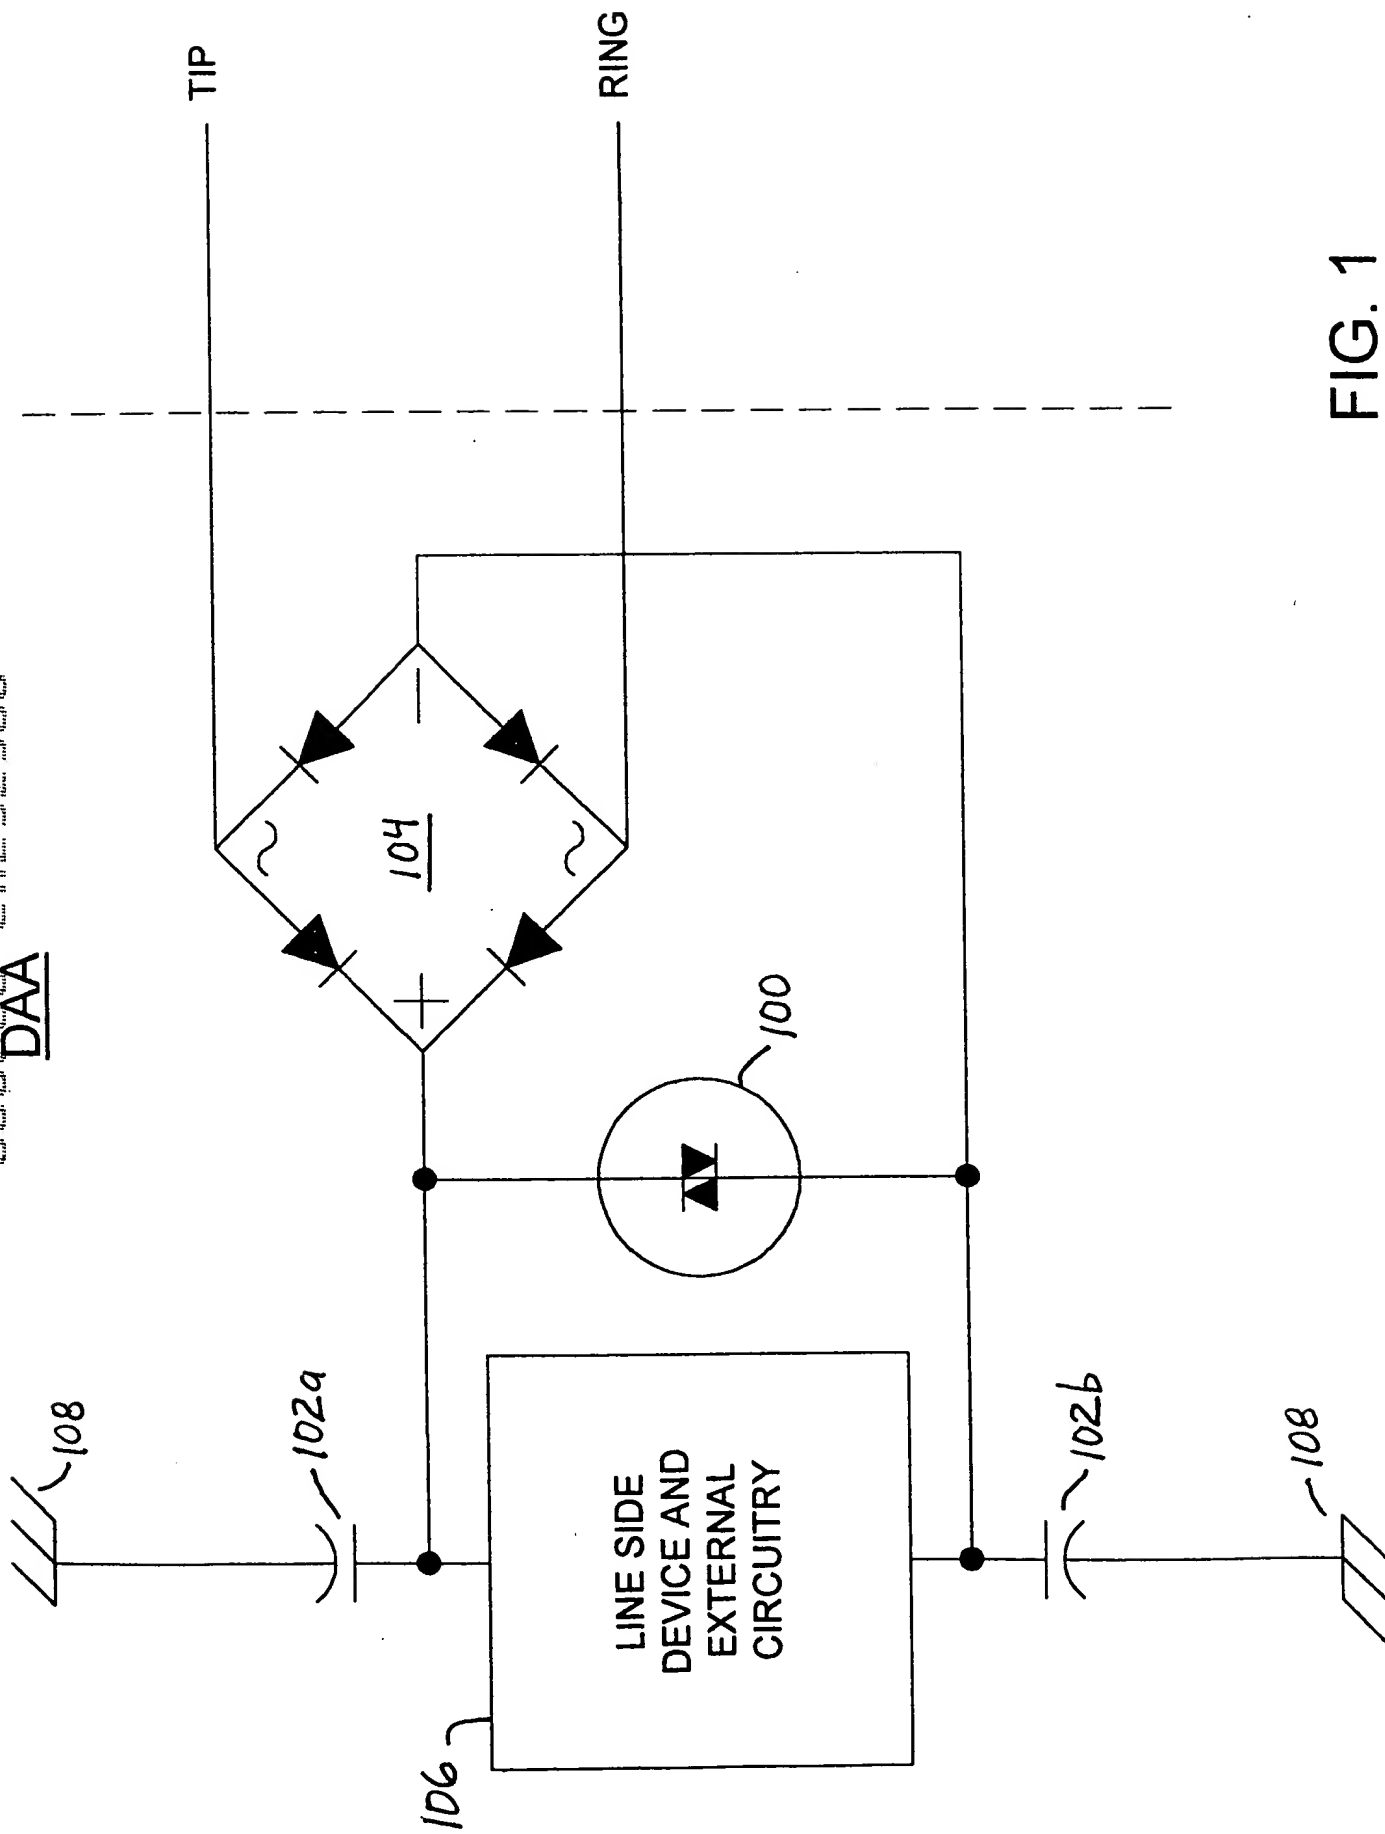 DAA
TIP
RING
104
+
−
~
~
100
108
102a
106
LINE SIDE
DEVICE AND
EXTERNAL
CIRCUITRY
102b
108
FIG. 1